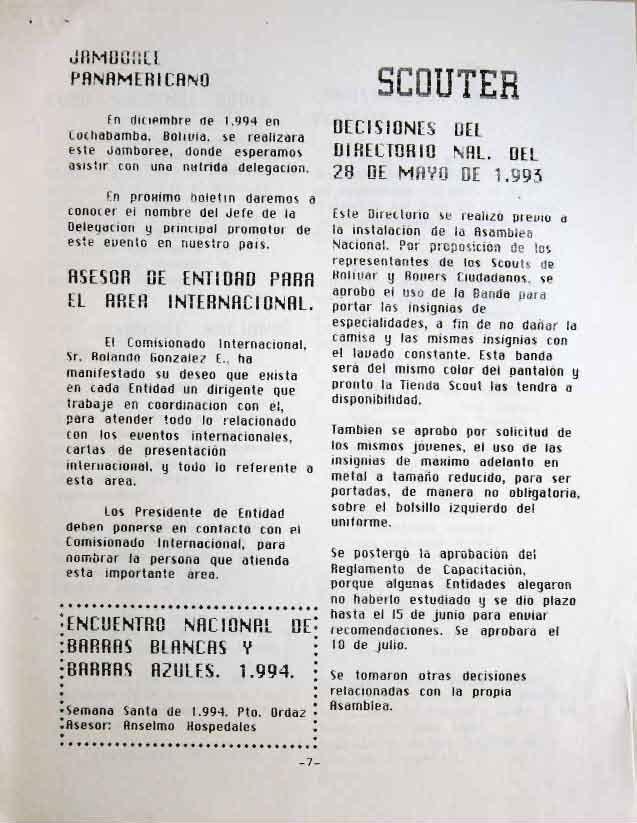 JAMBOREE
PANAMERICANO
En diciembre de 1.994 en
Cochabamba, Bolivia, se realizara
este Jamboree, donde esperamos
asistir con una nutrida delegacion.
En proximo boletin daremos a
conocer el nombre del Jefe de la
Delegacion y principal promotor de
este evento en nuestro pais.
ASESOR DE ENTIDAD PARA
EL AREA INTERNACIONAL.
El Comisionado Internacional,
Sr. Rolando Gonzalez E., ha
manifestado su deseo que exista
en cada Entidad un dirigente que
trabaje en coordinacion con él,
para atender todo lo relacionado
con los eventos internacionales,
cartas de presentación
internacional, y todo lo referente a
esta area.
Los Presidente de Entidad
deben ponerse en contacto con el
Comisionado Internacional, para
nombrar la persona que atienda
esta importante area.
ENCUENTRO NACIONAL DE
BARRAS BLANCAS Y
BARRAS AZULES. 1.994.
Semana Santa de 1.994. Pto. Ordaz
Asesor: Anselmo Hospedales
SCOUTER
DECISIONES DEL
DIRECTORIO NAL. DEL
28 DE MAYO DE 1.993
Este Directorio se realizó previo a
la instalación de la Asamblea
Nacional. Por proposición de los
representantes de los Scouts de
Bolivar y Rovers Ciudadanos, se
aprobo el uso de la Banda para
portar las insignias de
especialidades, a fin de no dañar la
camisa y las mismas insignias con
el lavado constante. Esta banda
será del mismo color del pantalón y
pronto la Tienda Scout las tendra a
disponibilidad.
Tambien se aprobo por solicitud de
los mismos jóvenes, el uso de las
insignias de maximo adelanto en
metal a tamaño reducido, para ser
portadas, de manera no obligatoria,
sobre el bolsillo izquierdo del
uniforme.
Se postergó la aprobación del
Reglamento de Capacitación,
porque algunas Entidades alegaron
no haberlo estudiado y se dio plazo
hasta el 15 de junio para enviar
recomendaciones. Se aprobara el
10 de julio.
Se tomaron otras decisiones
relacionadas con la propia
Asamblea.
-7-